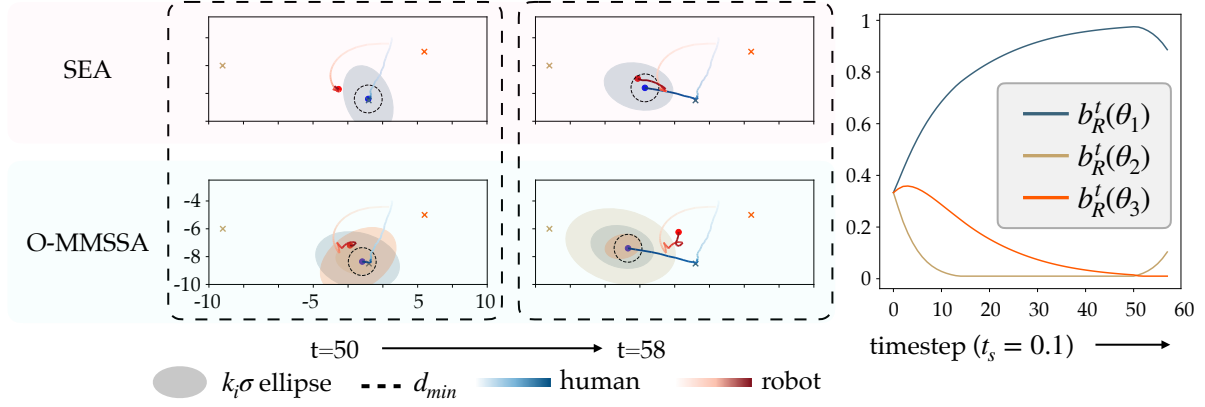 SEA
O-MMSSA
-4
-6
-8
-10
-10
-5
5
10
t=50
t=58
1
0.8
0.6
0.4
0.2
0
0
10
20
30
40
50
60
b_R^t(θ_1)
b_R^t(θ_2)
b_R^t(θ_3)
timestep (t_s = 0.1)
k_iσ ellipse
d_min
human
robot